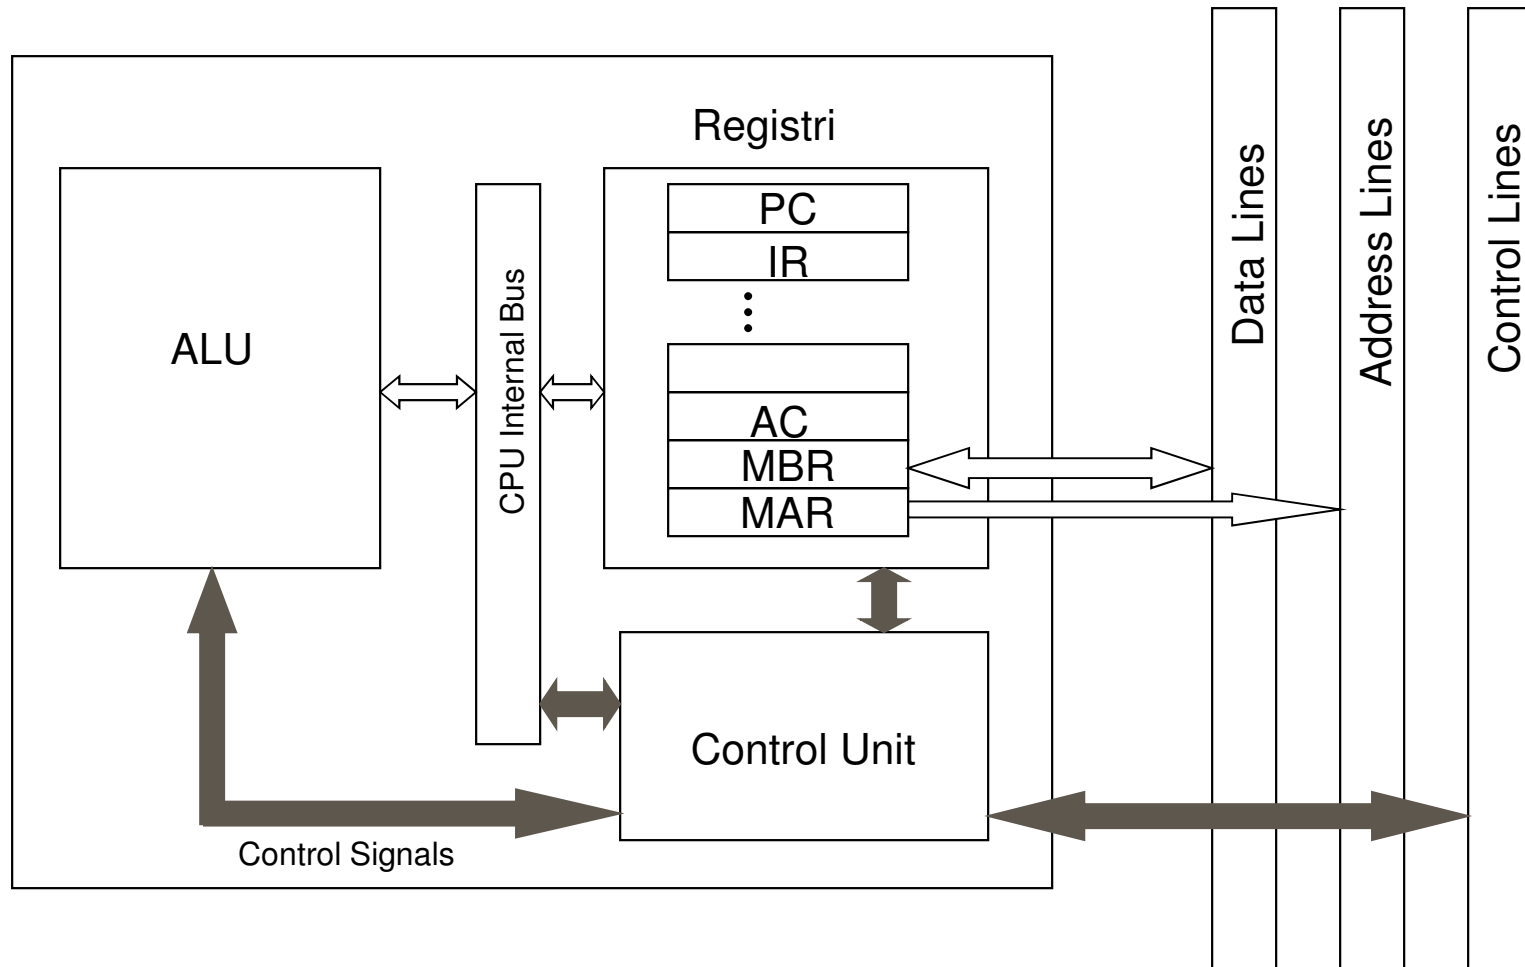 Registri
ALU
CPU Internal Bus
PC
IR
AC
MBR
MAR
Control Unit
Control Signals
Data Lines
Address Lines
Control Lines